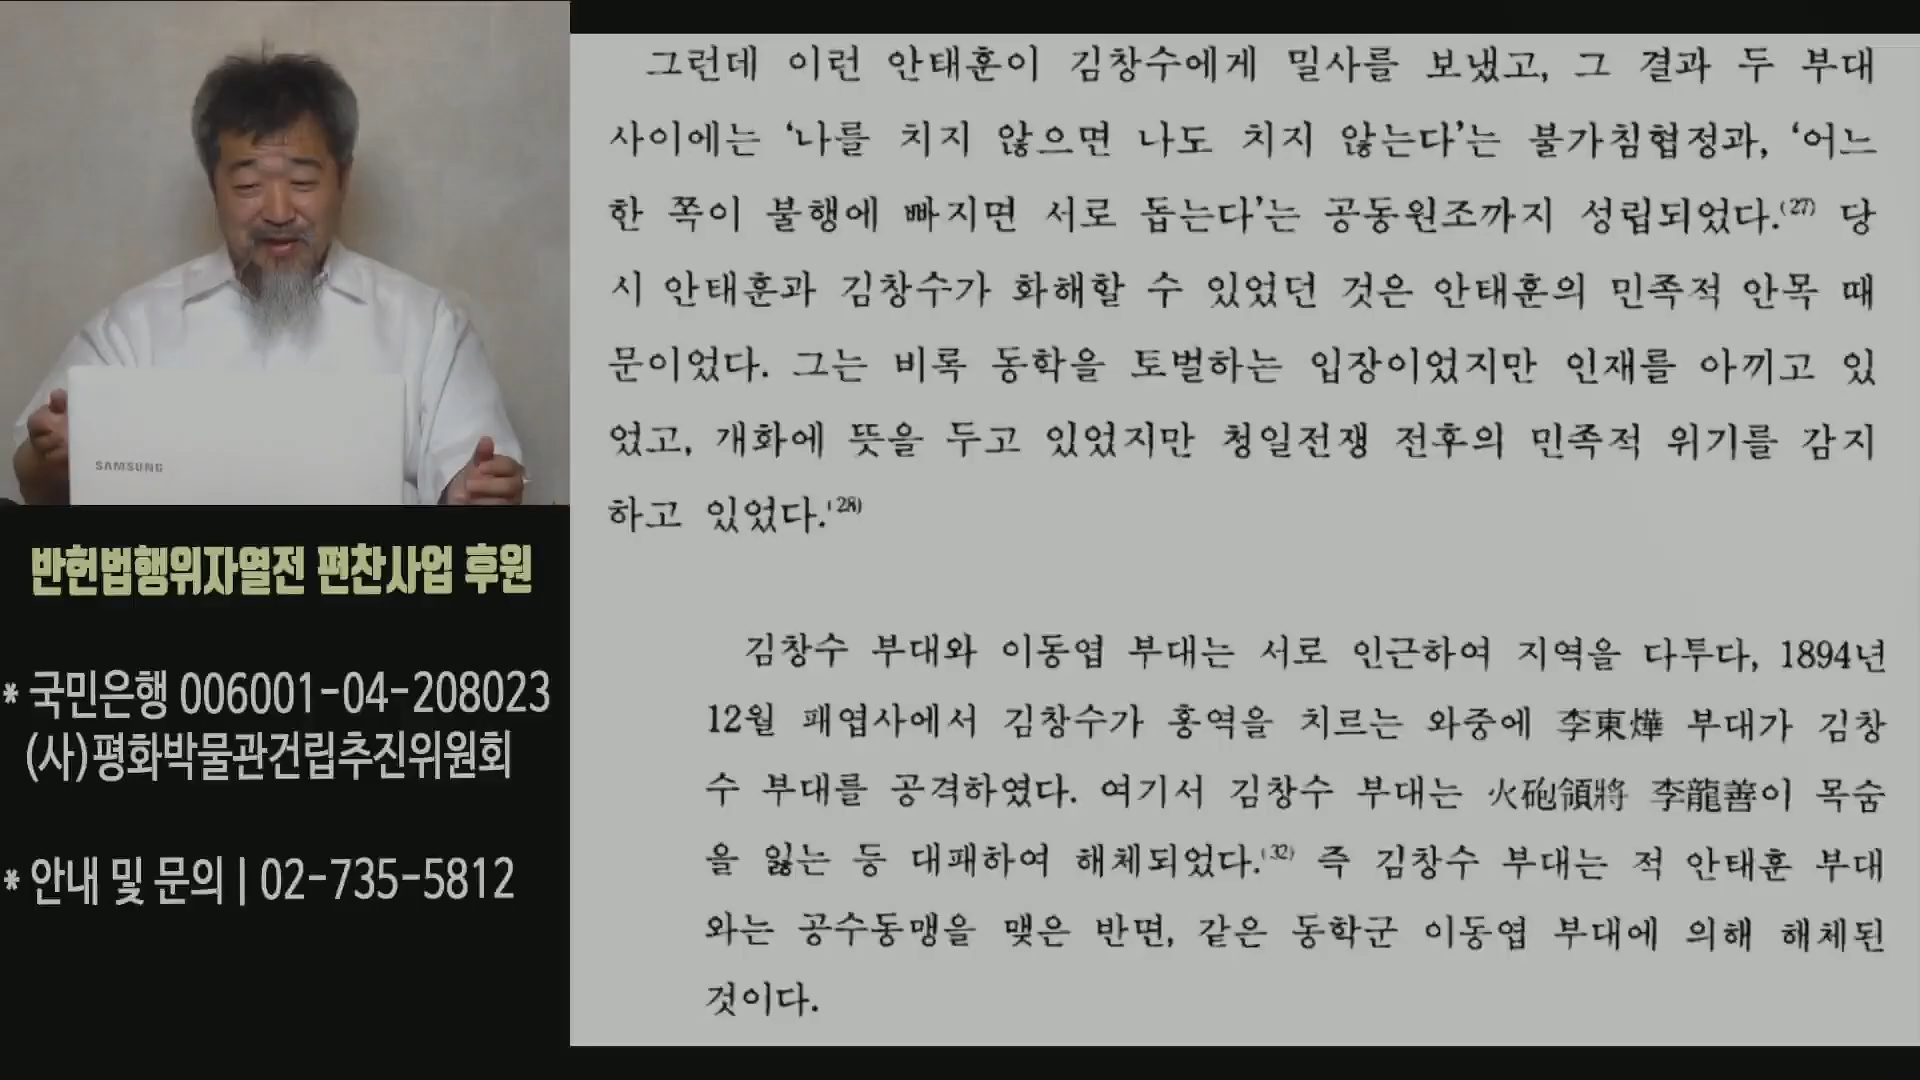 그런데 이런 안태훈이 김창수에게 밀사를 보냈고, 그 결과 두 부대
사이에는 ‘나를 치지 않으면 나도 치지 않는다’는 불가침협정과, ‘어느
한 쪽이 불행에 빠지면 서로 돕는다’는 공동원조까지 성립되었다.(27) 당
시 안태훈과 김창수가 화해할 수 있었던 것은 안태훈의 민족적 안목 때
문이었다. 그는 비록 동학을 토벌하는 입장이었지만 인재를 아끼고 있
었고, 개화에 뜻을 두고 있었지만 청일전쟁 전후의 민족적 위기를 감지
하고 있었다.(28)
김창수 부대와 이동엽 부대는 서로 인근하여 지역을 다투다, 1894년
12월 패엽사에서 김창수가 홍역을 치르는 와중에 李東燁 부대가 김창
수 부대를 공격하였다. 여기서 김창수 부대는 火砲領將 李龍善이 목숨
을 잃는 등 대패하여 해체되었다.(32) 즉 김창수 부대는 적 안태훈 부대
와는 공수동맹을 맺은 반면, 같은 동학군 이동엽 부대에 의해 해체된
것이다.
SAMSUNG
반헌법행위자열전 편찬사업 후원
* 국민은행 006001-04-208023
(사)평화박물관건립추진위원회
* 안내 및 문의 | 02-735-5812